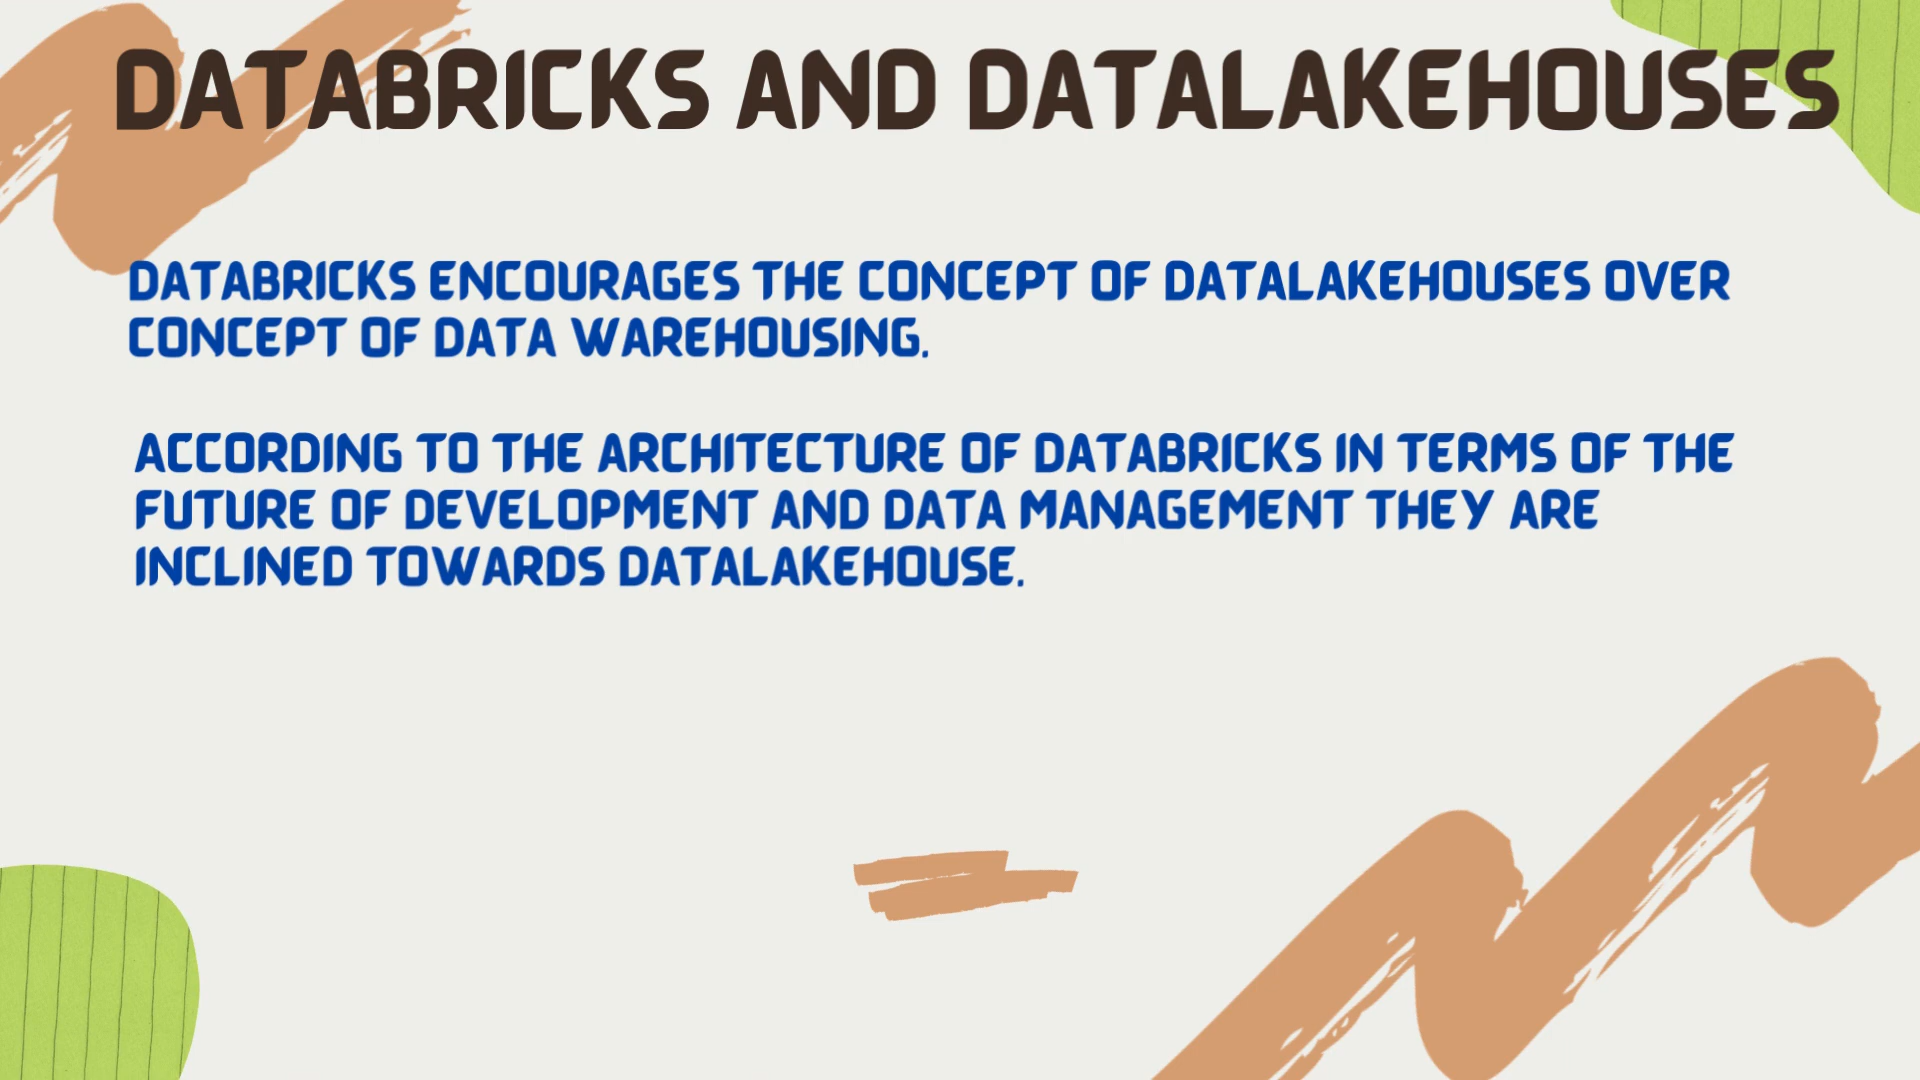 DATABRICKS AND DATALAKEHOUSES
DATABRICKS ENCOURAGES THE CONCEPT OF DATALAKEHOUSES OVER
CONCEPT OF DATA WAREHOUSING.
ACCORDING TO THE ARCHITECTURE OF DATABRICKS IN TERMS OF THE
FUTURE OF DEVELOPMENT AND DATA MANAGEMENT THEY ARE
INCLINED TOWARDS DATALAKEHOUSE.